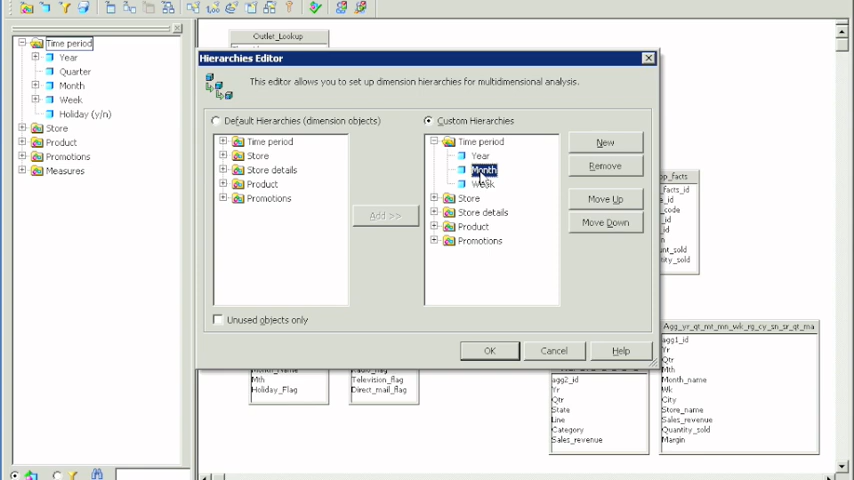 Outlet_Lookup
Time period
Year
Quarter
Month
Week
Holiday (y/n)
Store
Product
Promotions
Measures
Hierarchies Editor
This editor allows you to set up dimension hierarchies for multidimensional analysis.
Default Hierarchies (dimension objects)
Custom Hierarchies
Time period
Store
Store details
Product
Promotions
Add >>
Time period
Year
Month
Week
Store
Store details
Product
Promotions
New
Remove
Move Up
Move Down
Unused objects only
OK
Cancel
Help
Mth
Holiday_Flag
Television_flag
Direct_mail_flag
agg2_id
Yr
Qtr
State
Line
Category
Sales_revenue
Agg_yr_qt_mt_mn_wk_rg_cy_sn_sr_qt_ma
agg1_id
Yr
Qtr
Mth
Month_name
Wk
City
Store_name
Sales_revenue
Quantity_sold
Margin